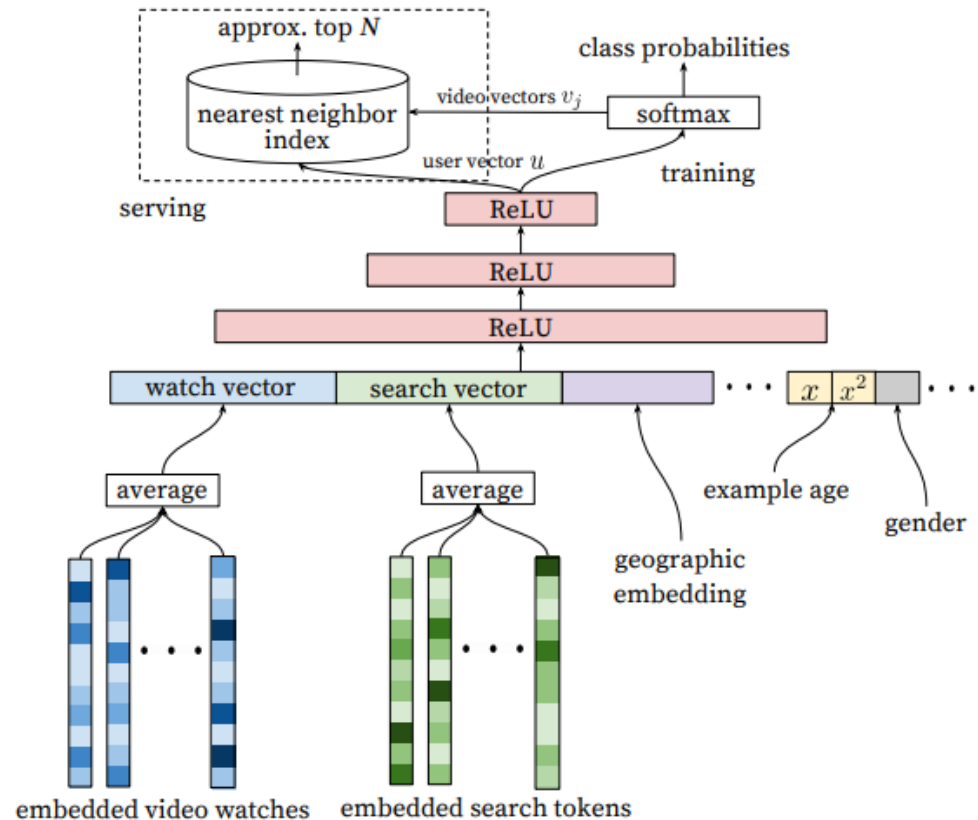 approx. top N
class probabilities
nearest neighbor
index
video vectors v_j
softmax
user vector u
training
serving
ReLU
ReLU
ReLU
watch vector
search vector
x
x²
average
average
example age
gender
geographic
embedding
embedded video watches
embedded search tokens